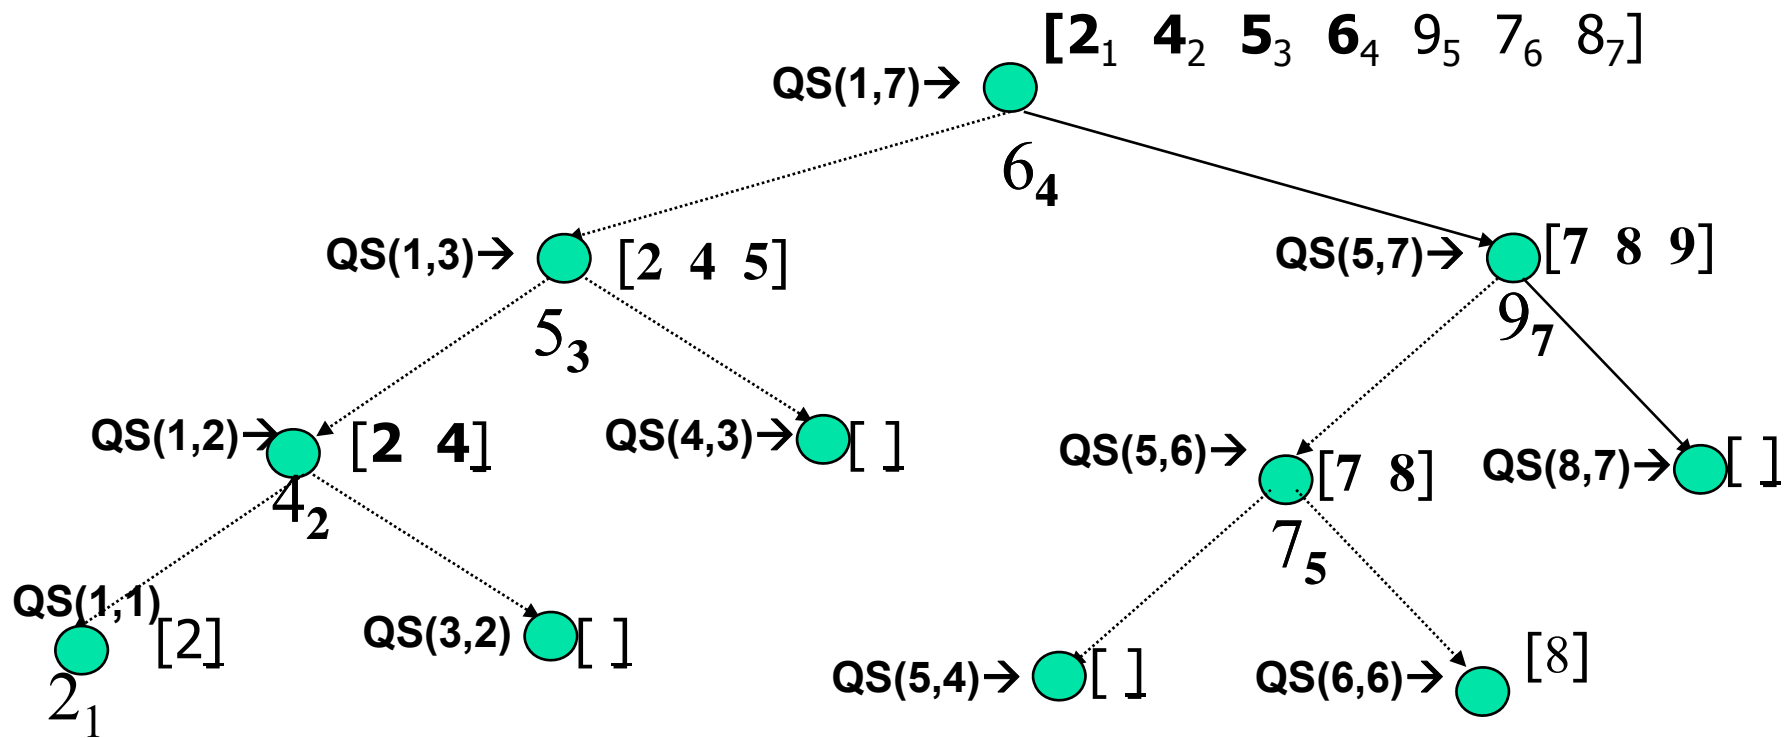 [2₁ 4₂ 5₃ 6₄ 9₅ 7₆ 8₇]
QS(1,7)→
6₄
QS(1,3)→ [2 4 5]
5₃
QS(5,7)→ [7 8 9]
9₇
QS(1,2)→ [2 4]
4₂
QS(4,3)→ [ ]
QS(5,6)→ [7 8]
7₅
QS(8,7)→ [ ]
QS(1,1) [2]
2₁
QS(3,2) [ ]
QS(5,4)→ [ ]
QS(6,6)→ [8]